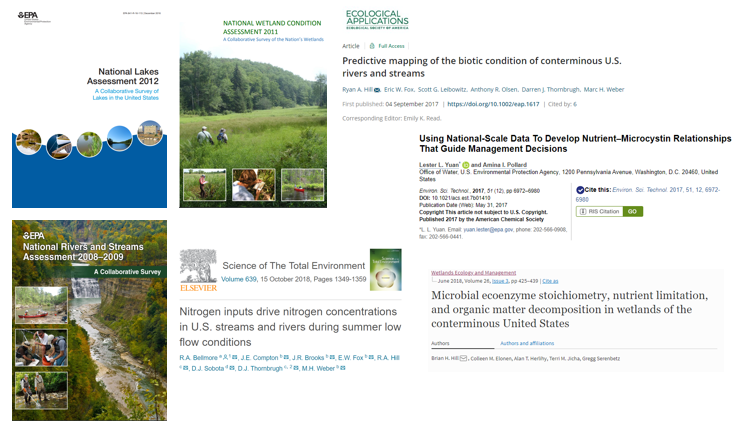 EPA
National Lakes
Assessment 2012
A Collaborative Survey of
Lakes in the United States
NATIONAL WETLAND CONDITION
ASSESSMENT 2011
A Collaborative Survey of the Nation's Wetlands
ECOLOGICAL
APPLICATIONS
ECOLOGICAL SOCIETY OF AMERICA
Article
Full Access
Predictive mapping of the biotic condition of conterminous U.S.
rivers and streams
Ryan A. Hill, Eric W. Fox, Scott G. Leibowitz, Anthony R. Olsen, Darren J. Thornbrugh, Marc H. Weber
First published: 04 September 2017 | https://doi.org/10.1002/eap.1617 | Cited by: 6
Corresponding Editor: Emily K. Read.
Using National-Scale Data To Develop Nutrient–Microcystin Relationships
That Guide Management Decisions
Lester L. Yuan* and Amina I. Pollard
Office of Water, U.S. Environmental Protection Agency, 1200 Pennsylvania Avenue, Washington, D.C. 20460, United
States
Environ. Sci. Technol., 2017, 51 (12), pp 6972–6980
DOI: 10.1021/acs.est.7b01410
Publication Date (Web): May 31, 2017
Copyright This article not subject to U.S. Copyright.
Published 2017 by the American Chemical Society
*L. L. Yuan. Email: yuan.lester@epa.gov, phone: 202-566-0908,
fax: 202-566-0441.
Cite this: Environ. Sci. Technol. 2017, 51, 12, 6972-
6980
RIS Citation GO
EPA
National Rivers and Streams
Assessment 2008–2009
A Collaborative Survey
ELSEVIER
Science of The Total Environment
Volume 639, 15 October 2018, Pages 1349-1359
Nitrogen inputs drive nitrogen concentrations
in U.S. streams and rivers during summer low
flow conditions
R.A. Bellmore, J.E. Compton, J.R. Brooks, E.W. Fox, R.A. Hill
, D.J. Sobota, D.J. Thornbrugh, M.H. Weber
Wetlands Ecology and Management
June 2018, Volume 26, Issue 3, pp 425–439 | Cite as
Microbial ecoenzyme stoichiometry, nutrient limitation,
and organic matter decomposition in wetlands of the
conterminous United States
Authors
Authors and affiliations
Brian H. Hill, Colleen M. Elonen, Alan T. Herlihy, Terri M. Jicha, Gregg Serenbetz